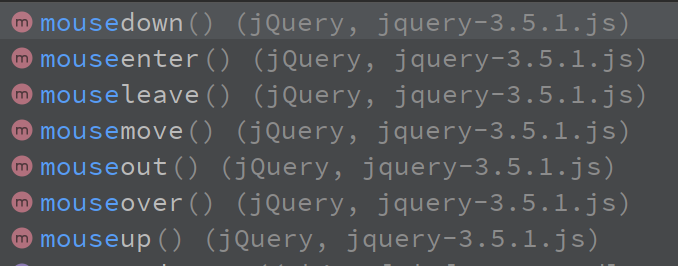 m mousedown() (jQuery, jquery-3.5.1.js)
m mouseenter() (jQuery, jquery-3.5.1.js)
m mouseleave() (jQuery, jquery-3.5.1.js)
m mousemove() (jQuery, jquery-3.5.1.js)
m mouseout() (jQuery, jquery-3.5.1.js)
m mouseover() (jQuery, jquery-3.5.1.js)
m mouseup() (jQuery, jquery-3.5.1.js)